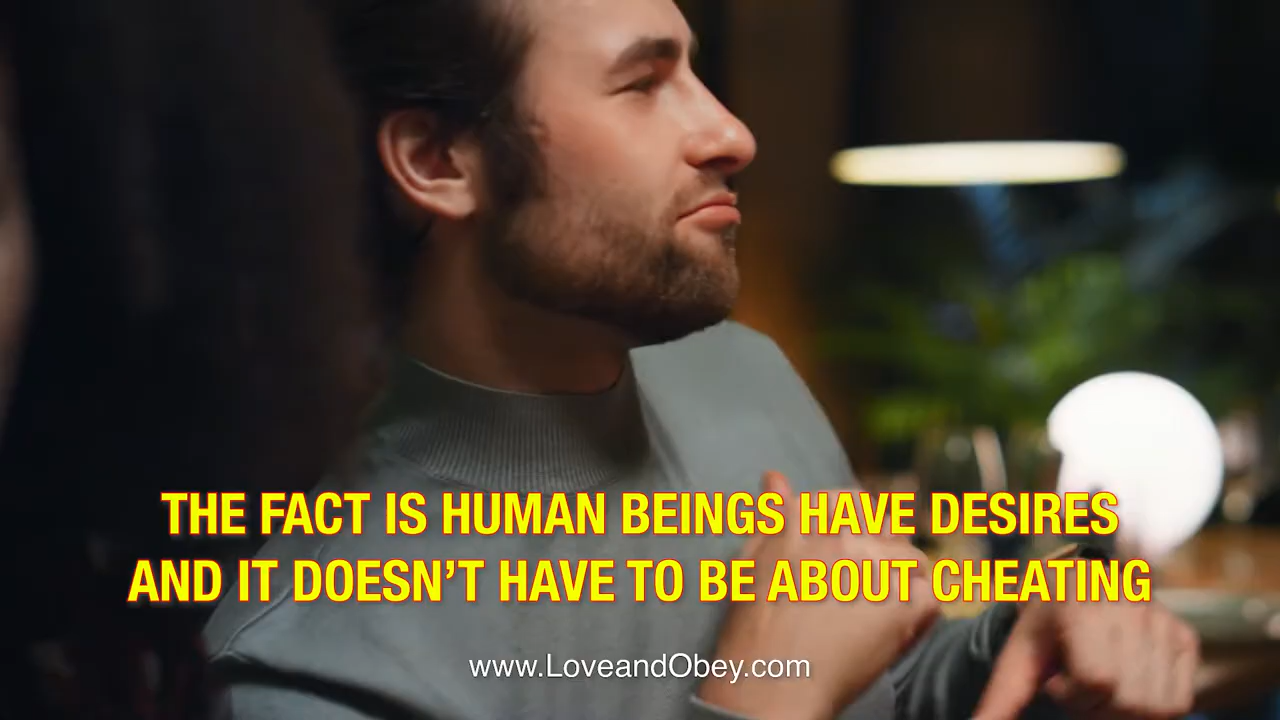 THE FACT IS HUMAN BEINGS HAVE DESIRES
AND IT DOESN’T HAVE TO BE ABOUT CHEATING
www.LoveandObey.com